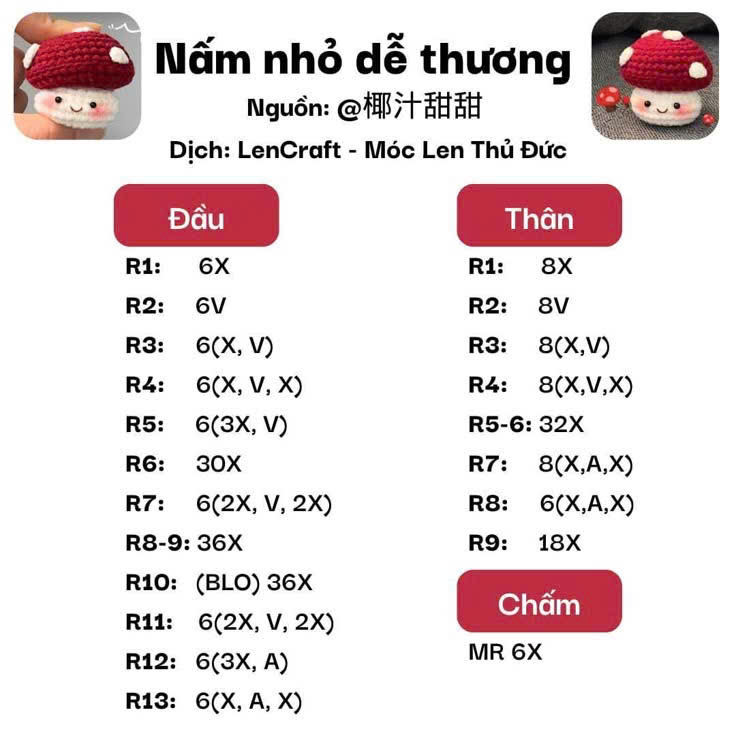 Nấm nhỏ dễ thương
Nguồn: @椰汁甜甜
Dịch: LenCraft - Móc Len Thủ Đức
Đầu
R1: 6X
R2: 6V
R3: 6(X, V)
R4: 6(X, V, X)
R5: 6(3X, V)
R6: 30X
R7: 6(2X, V, 2X)
R8-9: 36X
R10: (BLO) 36X
R11: 6(2X, V, 2X)
R12: 6(3X, A)
R13: 6(X, A, X)
Thân
R1: 8X
R2: 8V
R3: 8(X,V)
R4: 8(X,V,X)
R5-6: 32X
R7: 8(X,A,X)
R8: 6(X,A,X)
R9: 18X
Chấm
MR 6X